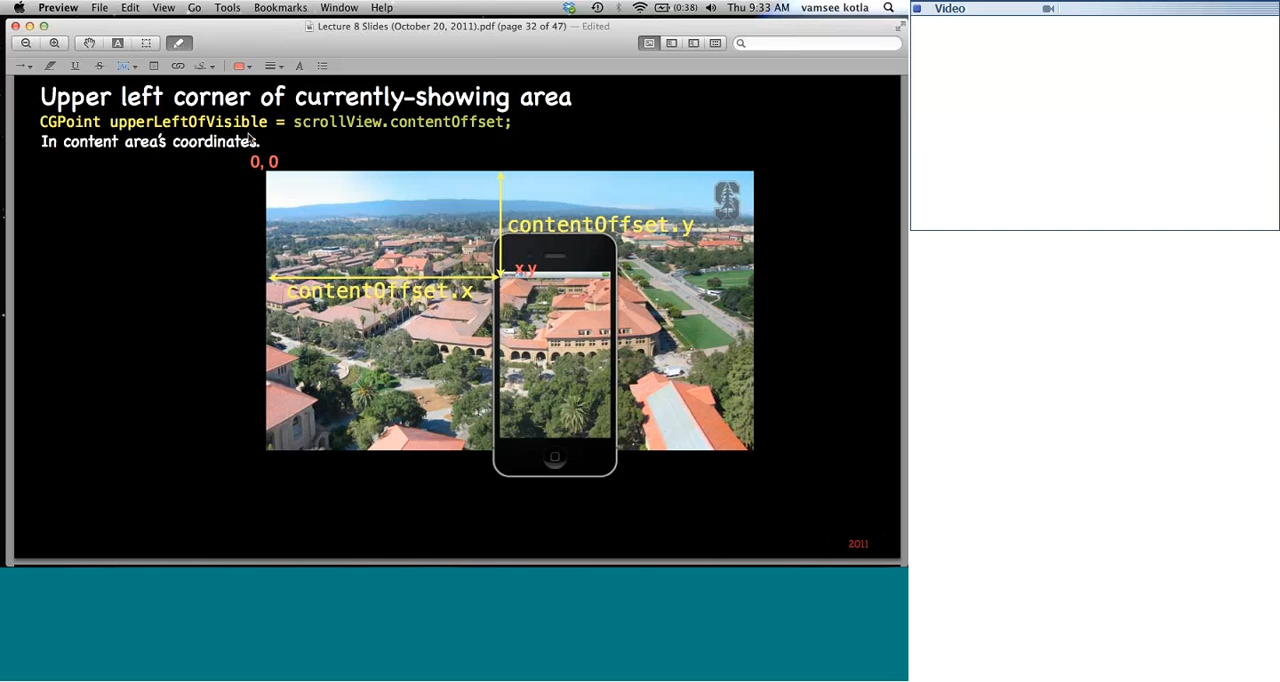 Preview File Edit View Go Tools Bookmarks Window Help (0:38) Thu 9:33 AM vamsee kotla
Video
Lecture 8 Slides (October 20, 2011).pdf (page 32 of 47) — Edited
Upper left corner of currently-showing area
CGPoint upperLeftOfVisible = scrollView.contentOffset;
In content area's coordinates.
0, 0
contentOffset.y
x,y
contentOffset.x
2011